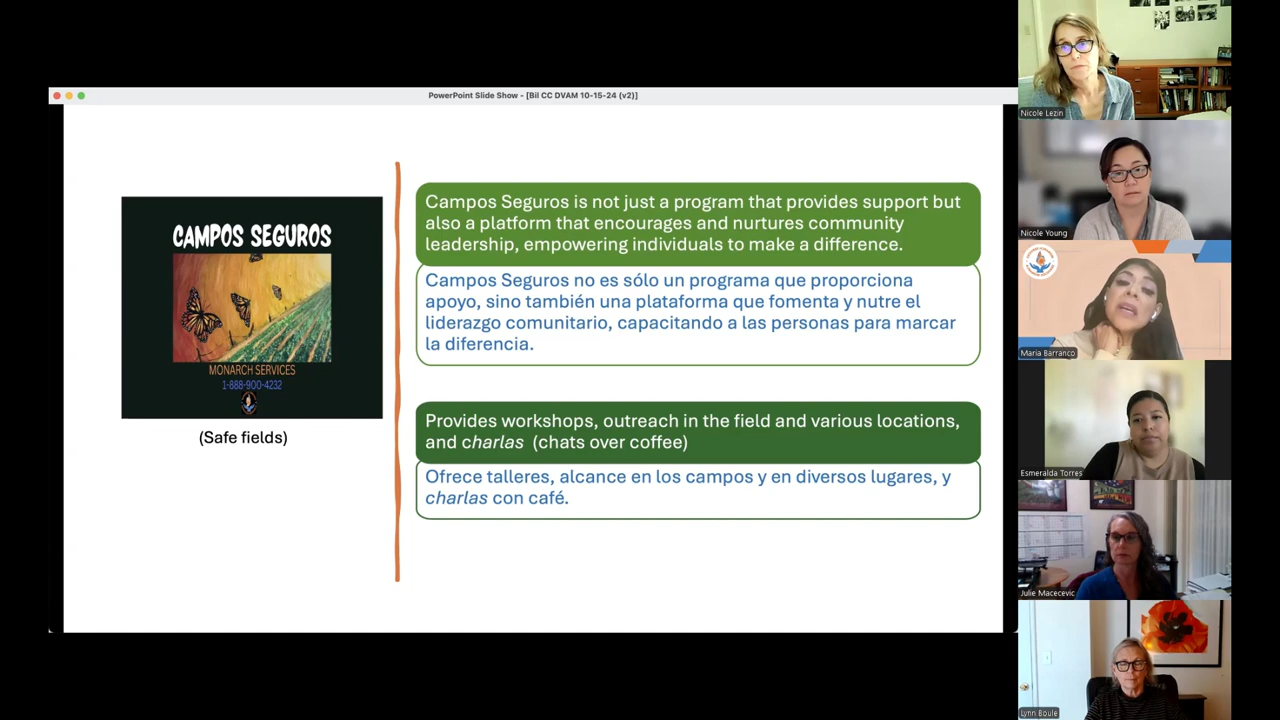 PowerPoint Slide Show - [Bil CC DVAM 10-15-24 (v2)]
CAMPOS SEGUROS
MONARCH SERVICES
1-888-900-4232
(Safe fields)
Campos Seguros is not just a program that provides support but
also a platform that encourages and nurtures community
leadership, empowering individuals to make a difference.
Campos Seguros no es sólo un programa que proporciona
apoyo, sino también una plataforma que fomenta y nutre el
liderazgo comunitario, capacitando a las personas para marcar
la diferencia.
Provides workshops, outreach in the field and various locations,
and charlas (chats over coffee)
Ofrece talleres, alcance en los campos y en diversos lugares, y
charlas con café.
Nicole Lezin
Nicole Young
Maria Barranco
Esmeralda Torres
Julie Macecevic
Lynn Boule